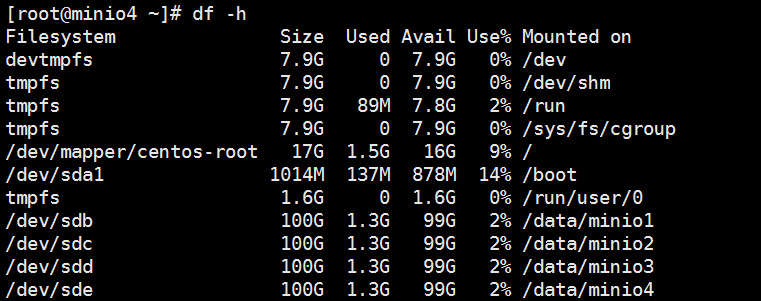 [root@minio4 ~]# df -h
Filesystem Size Used Avail Use% Mounted on
devtmpfs 7.9G 0 7.9G 0% /dev
tmpfs 7.9G 0 7.9G 0% /dev/shm
tmpfs 7.9G 89M 7.8G 2% /run
tmpfs 7.9G 0 7.9G 0% /sys/fs/cgroup
/dev/mapper/centos-root 17G 1.5G 16G 9% /
/dev/sda1 1014M 137M 878M 14% /boot
tmpfs 1.6G 0 1.6G 0% /run/user/0
/dev/sdb 100G 1.3G 99G 2% /data/minio1
/dev/sdc 100G 1.3G 99G 2% /data/minio2
/dev/sdd 100G 1.3G 99G 2% /data/minio3
/dev/sde 100G 1.3G 99G 2% /data/minio4